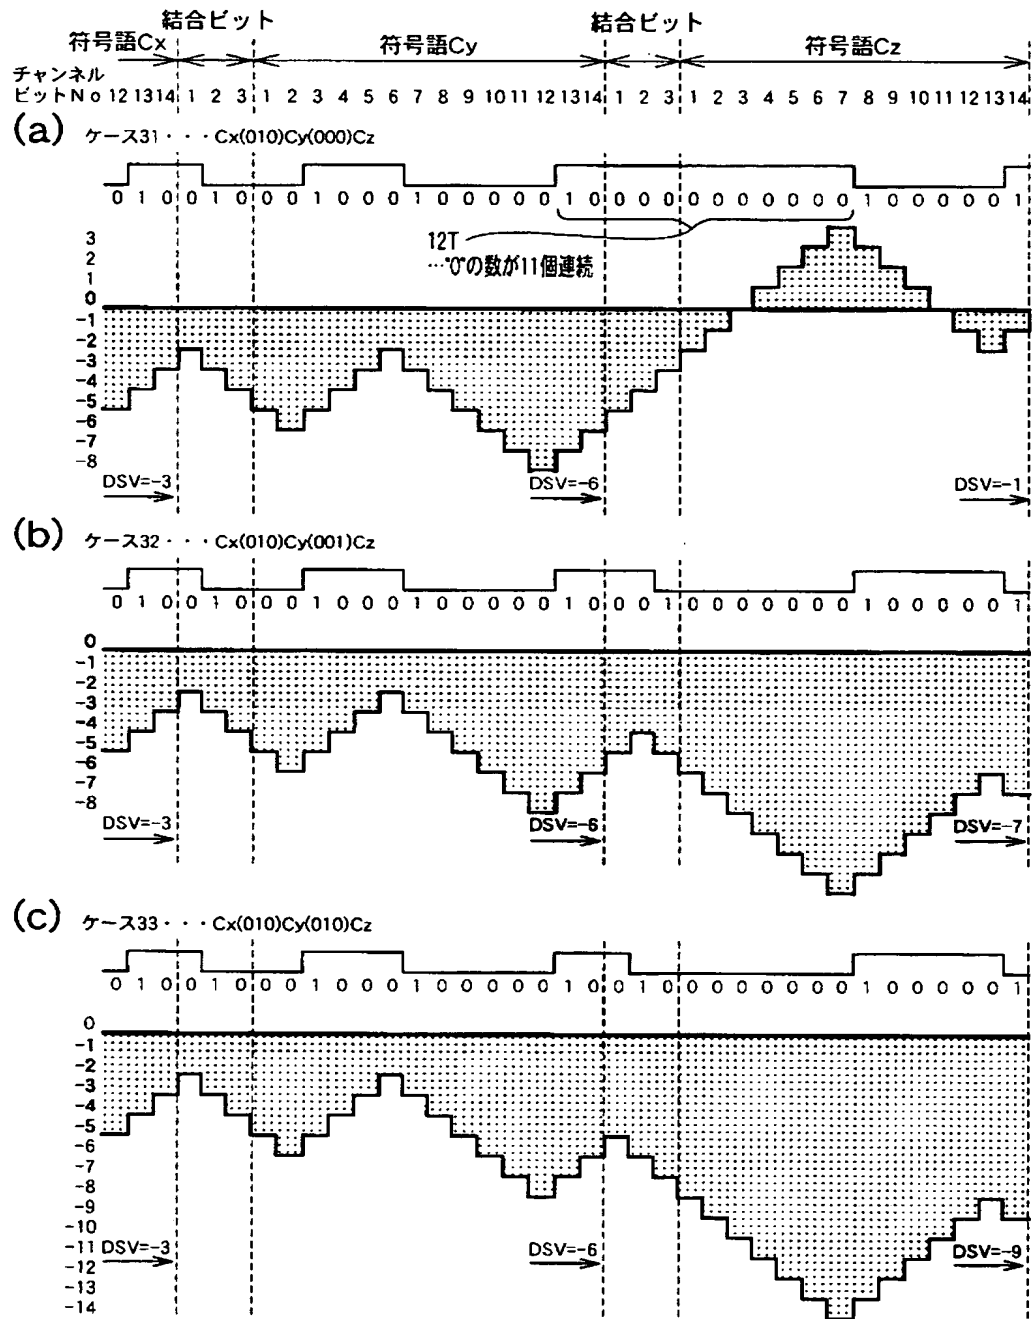 結合ビット 結合ビット
符号語Cx 符号語Cy 符号語Cz
チャンネル
ビットNo 12 13 14 1 2 3 1 2 3 4 5 6 7 8 9 10 11 12 13 14 1 2 3 1 2 3 4 5 6 7 8 9 10 11 12 13 14
(a) ケース31・・・Cx(010)Cy(000)Cz
0 1 0 0 1 0 0 0 1 0 0 0 1 0 0 0 0 0 1 0 0 0 0 0 0 0 0 0 0 0 1 0 0 0 0 0 1
12T
…"0"の数が11個連続
3
2
1
0
-1
-2
-3
-4
-5
-6
-7
-8
DSV=-3 DSV=-6 DSV=-1
(b) ケース32・・・Cx(010)Cy(001)Cz
0 1 0 0 1 0 0 0 1 0 0 0 1 0 0 0 0 0 1 0 0 0 1 0 0 0 0 0 0 0 1 0 0 0 0 0 1
0
-1
-2
-3
-4
-5
-6
-7
-8
DSV=-3 DSV=-6 DSV=-7
(c) ケース33・・・Cx(010)Cy(010)Cz
0 1 0 0 1 0 0 0 1 0 0 0 1 0 0 0 0 0 1 0 0 1 0 0 0 0 0 0 0 0 1 0 0 0 0 0 1
0
-1
-2
-3
-4
-5
-6
-7
-8
-9
-10
-11
-12
-13
-14
DSV=-3 DSV=-6 DSV=-9